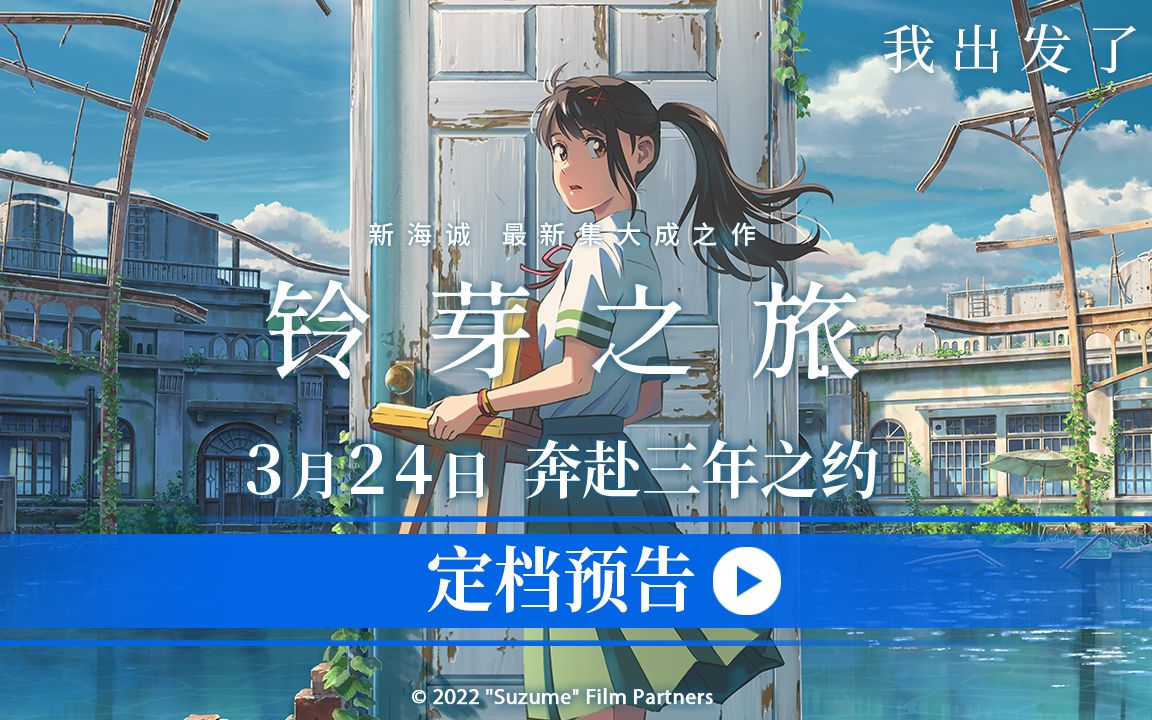 我出发了
新海诚 最新集大成之作
铃芽之旅
3月24日 奔赴三年之约
定档预告
© 2022 "Suzume" Film Partners